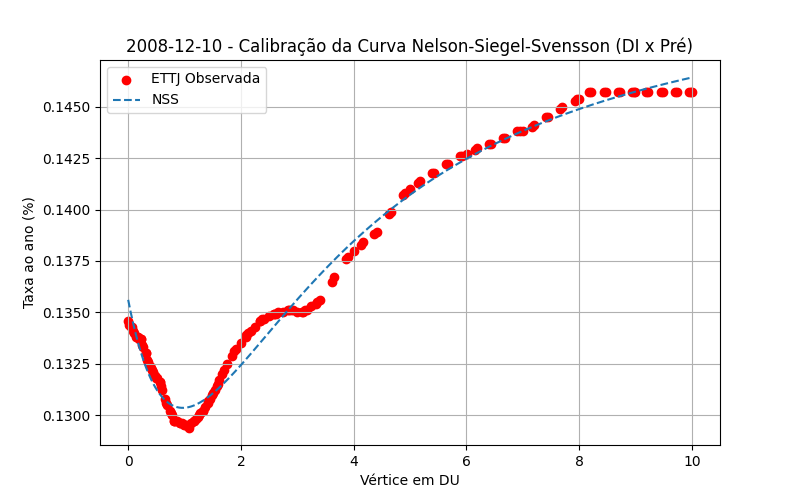 2008-12-10 - Calibração da Curva Nelson-Siegel-Svensson (DI x Pré)
ETTJ Observada
NSS
Taxa ao ano (%)
0.1450
0.1425
0.1400
0.1375
0.1350
0.1325
0.1300
0 2 4 6 8 10
Vértice em DU